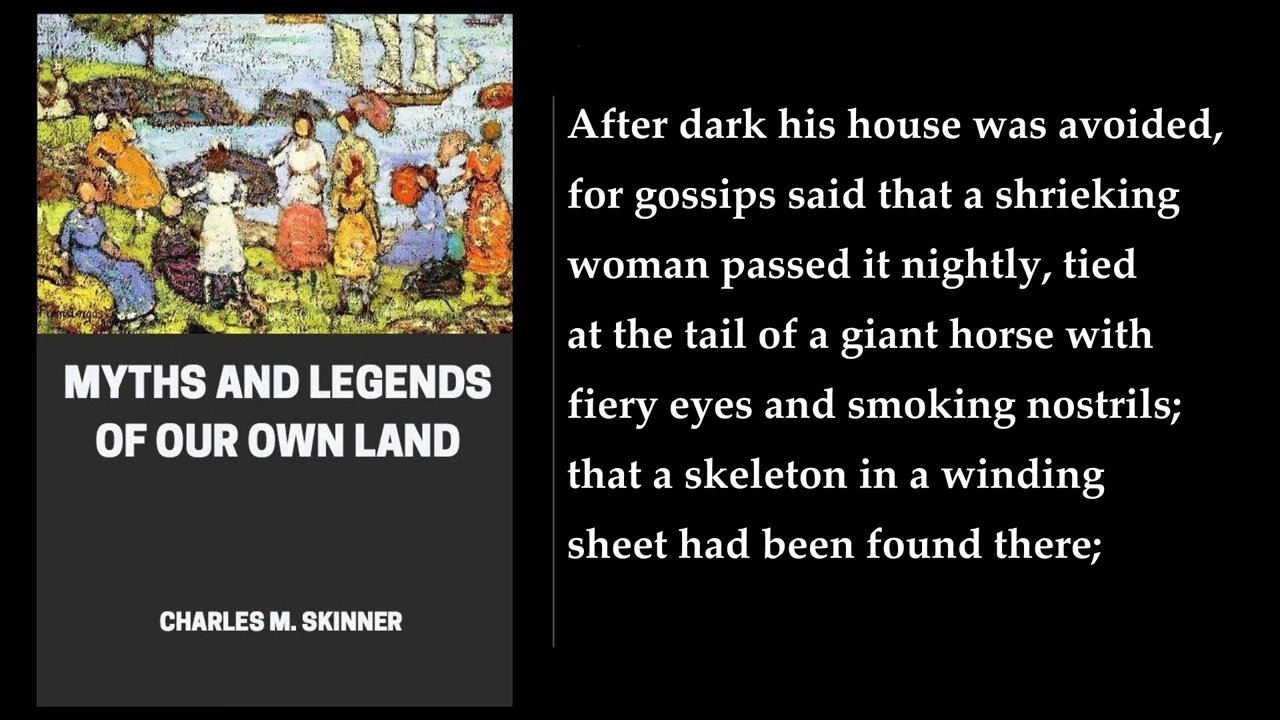 MYTHS AND LEGENDS
OF OUR OWN LAND
CHARLES M. SKINNER
After dark his house was avoided,
for gossips said that a shrieking
woman passed it nightly, tied
at the tail of a giant horse with
fiery eyes and smoking nostrils;
that a skeleton in a winding
sheet had been found there;